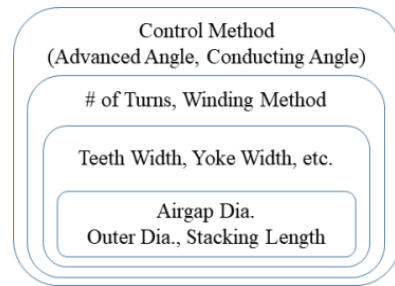 Control Method
(Advanced Angle, Conducting Angle)
# of Turns, Winding Method
Teeth Width, Yoke Width, etc.
Airgap Dia.
Outer Dia., Stacking Length